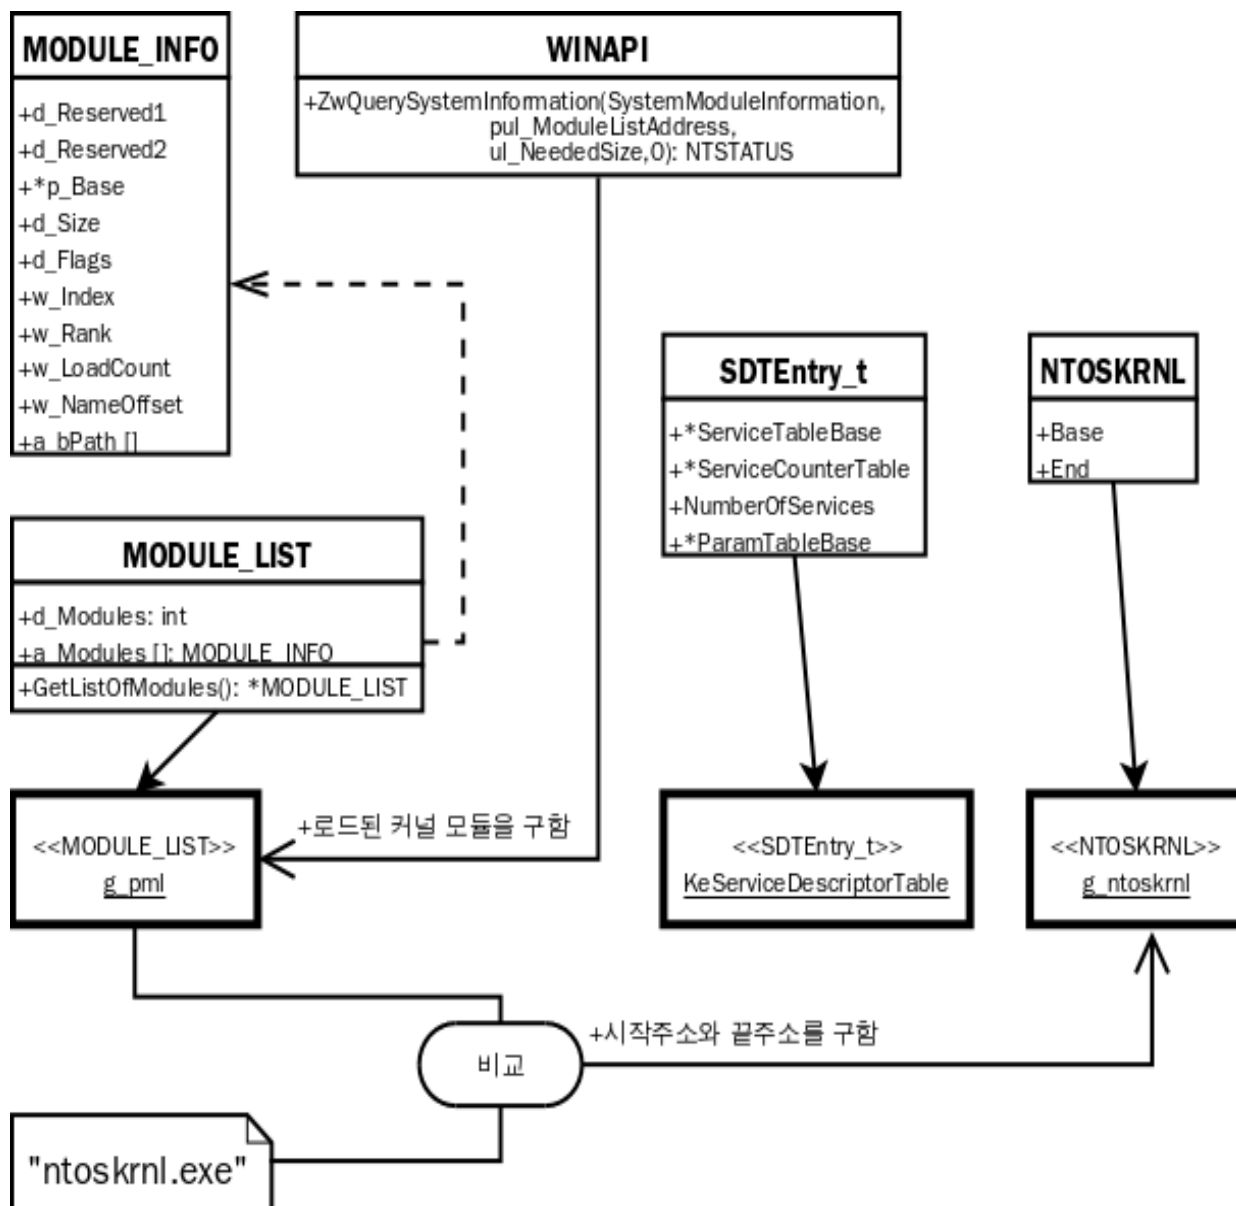 MODULE_INFO
+d_Reserved1
+d_Reserved2
+*p_Base
+d_Size
+d_Flags
+w_Index
+w_Rank
+w_LoadCount
+w_NameOffset
+a_bPath []
WINAPI
+ZwQuerySystemInformation(SystemModuleInformation,
pul_ModuleListAddress,
ul_NeededSize,0): NTSTATUS
SDTEntry_t
+*ServiceTableBase
+*ServiceCounterTable
+NumberOfServices
+*ParamTableBase
NTOSKRNL
+Base
+End
MODULE_LIST
+d_Modules: int
+a_Modules []: MODULE_INFO
+GetListOfModules(): *MODULE_LIST
<<MODULE_LIST>>
g_pml
+로드된 커널 모듈을 구함
<<SDTEntry_t>>
KeServiceDescriptorTable
<<NTOSKRNL>>
g_ntoskrnl
비교
+시작주소와 끝주소를 구함
"ntoskrnl.exe"